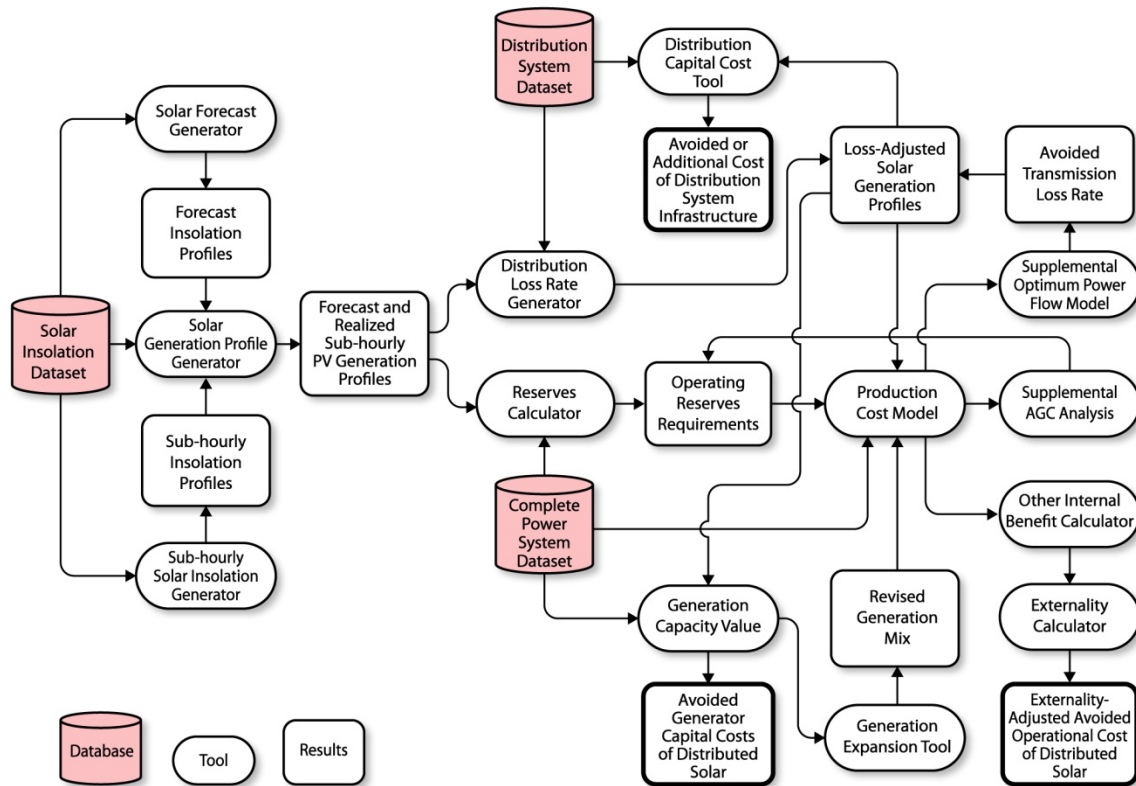 Solar
Insolation
Dataset
Solar Forecast
Generator
Forecast
Insolation
Profiles
Solar
Generation Profile
Generator
Sub-hourly
Insolation
Profiles
Sub-hourly
Solar Insolation
Generator
Forecast and
Realized
Sub-hourly
PV Generation
Profiles
Distribution
System
Dataset
Distribution
Capital Cost
Tool
Avoided or
Additional Cost
of Distribution
System
Infrastructure
Distribution
Loss Rate
Generator
Loss-Adjusted
Solar
Generation
Profiles
Avoided
Transmission
Loss Rate
Supplemental
Optimum Power
Flow Model
Reserves
Calculator
Operating
Reserves
Requirements
Production
Cost Model
Supplemental
AGC Analysis
Complete
Power
System
Dataset
Other Internal
Benefit Calculator
Generation
Capacity Value
Revised
Generation
Mix
Externality
Calculator
Avoided
Generator
Capital Costs
of Distributed
Solar
Generation
Expansion Tool
Externality-
Adjusted Avoided
Operational Cost
of Distributed
Solar
Database
Tool
Results